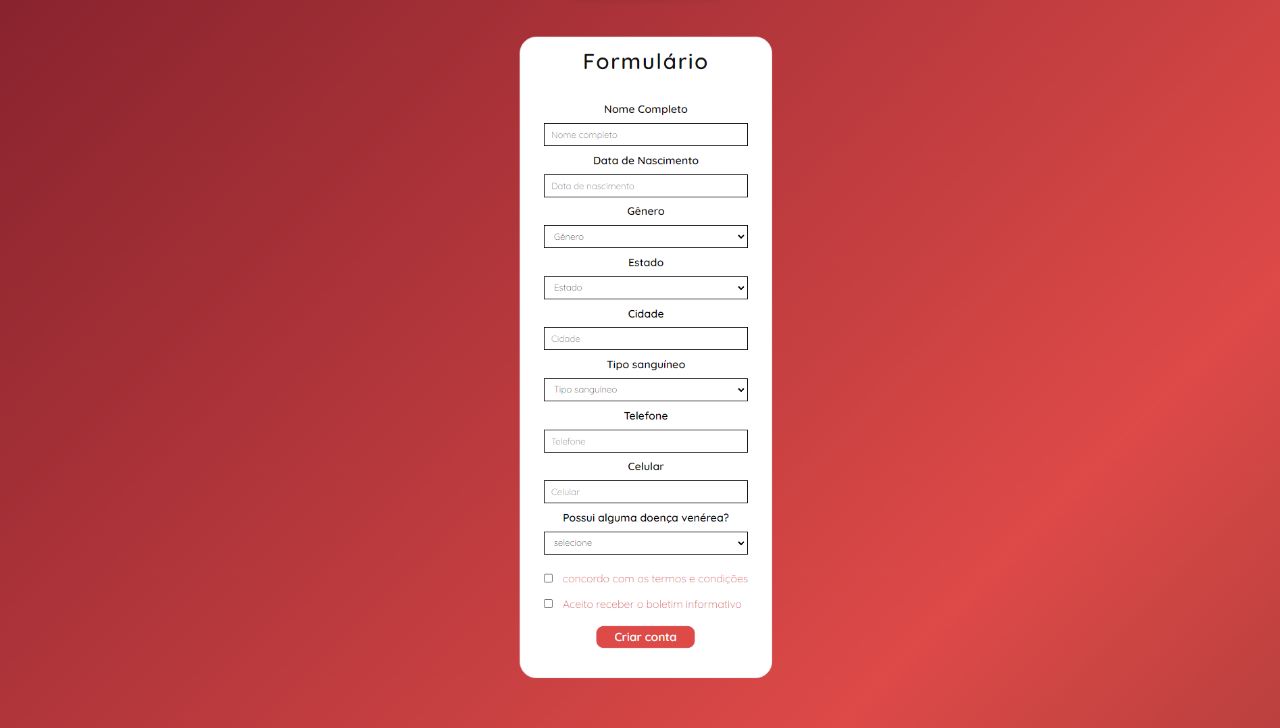 Formulário
Nome Completo
Nome completo
Data de Nascimento
Data de nascimento
Gênero
Gênero
Estado
Estado
Cidade
Cidade
Tipo sanguíneo
Tipo sanguíneo
Telefone
Telefone
Celular
Celular
Possui alguma doença venérea?
selecione
concordo com os termos e condições
Aceito receber o boletim informativo
Criar conta